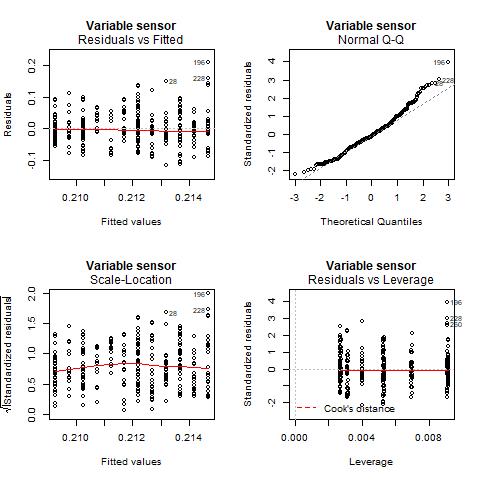 Variable sensor
Residuals vs Fitted
Residuals
-0.1 0.0 0.1 0.2
196
228
28
0.210 0.212 0.214
Fitted values
Variable sensor
Normal Q-Q
Standardized residuals
-2 -1 0 1 2 3 4
196
228
-3 -2 -1 0 1 2 3
Theoretical Quantiles
Variable sensor
Scale-Location
√|Standardized residuals|
0.0 0.5 1.0 1.5 2.0
196
228
28
0.210 0.212 0.214
Fitted values
Variable sensor
Residuals vs Leverage
Standardized residuals
-2 0 1 2 3 4
196
228
260
Cook's distance
0.000 0.004 0.008
Leverage